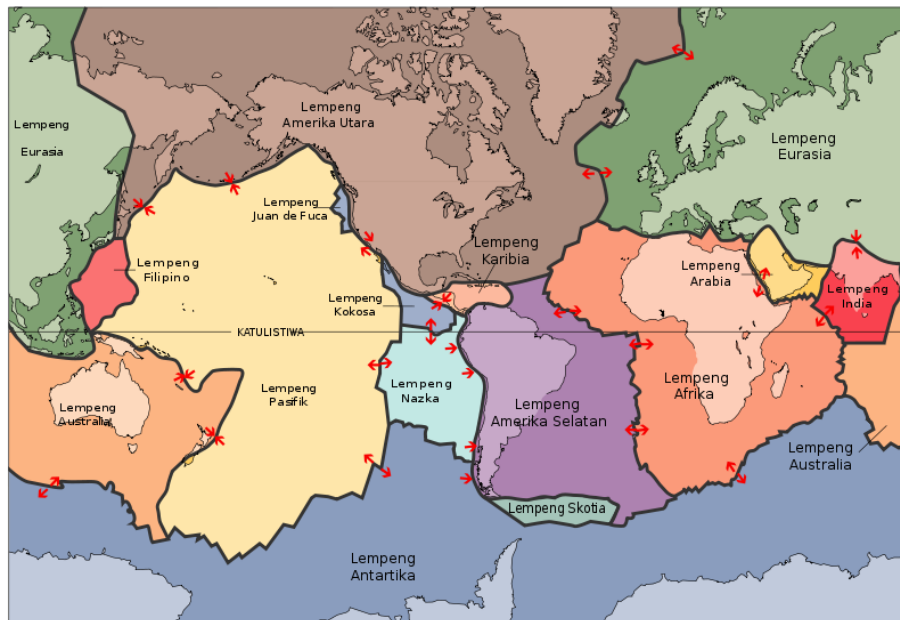 Lempeng
Eurasia
Lempeng
Amerika Utara
Lempeng
Eurasia
Lempeng
Juan de Fuca
Lempeng
Karibia
Lempeng
Filipino
Lempeng
Arabia
Lempeng
India
Lempeng
Kokosa
KATULISTIWA
Lempeng
Pasifik
Lempeng
Nazka
Lempeng
Afrika
Lempeng
Australia
Lempeng
Amerika Selatan
Lempeng
Australia
Lempeng Skotia
Lempeng
Antartika